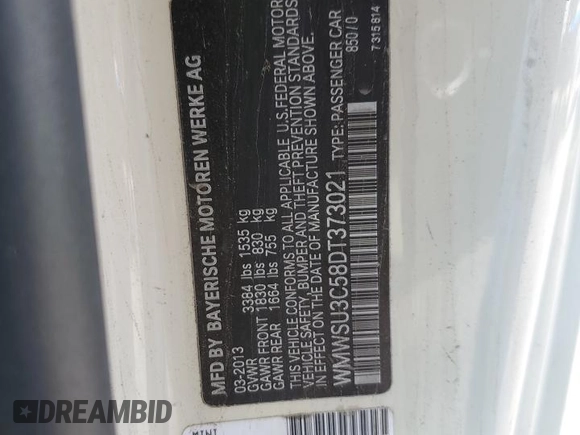 MFD BY BAYERISCHE MOTOREN WERKE AG
03-2013
GVWR 3384 lbs 1535 kg
GAWR FRONT 1830 lbs 830 kg
GAWR REAR 1664 lbs 755 kg
THIS VEHICLE CONFORMS TO ALL APPLICABLE U.S.FEDERAL MOTOR
VEHICLE SAFETY, BUMPER AND THEFT PREVENTION STANDARDS
IN EFFECT ON THE DATE OF MANUFACTURE SHOWN ABOVE.
WMWSU3C58DT373021 TYPE: PASSENGER CAR
850/0
7315814
MINI
DREAMBID